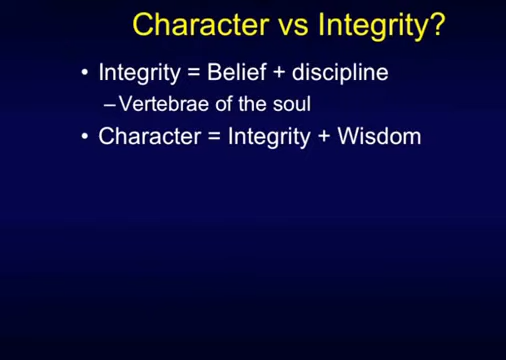 Character vs Integrity?
• Integrity = Belief + discipline
–Vertebrae of the soul
• Character = Integrity + Wisdom